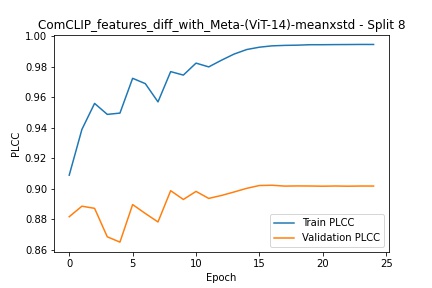 ComCLIP_features_diff_with_Meta-(ViT-14)-meanxstd - Split 8
1.00
0.98
0.96
0.94
0.92
0.90
0.88
0.86
PLCC
Train PLCC
Validation PLCC
0
5
10
15
20
25
Epoch